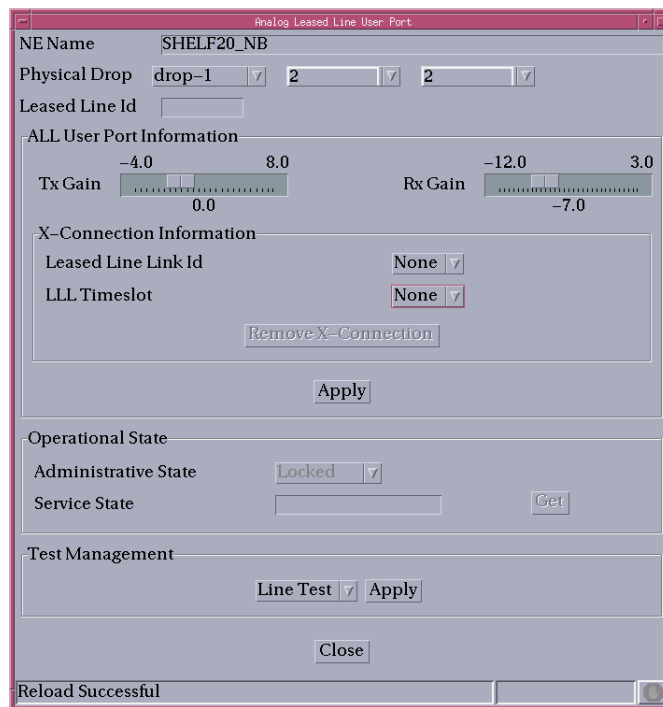 Analog Leased Line User Port
NE Name SHELF20_NB
Physical Drop drop-1 2 2
Leased Line Id
ALL User Port Information
-4.0 8.0 -12.0 3.0
Tx Gain Rx Gain
0.0 -7.0
X-Connection Information
Leased Line Link Id None
LLL Timeslot None
Remove X-Connection
Apply
Operational State
Administrative State Locked
Service State Get
Test Management
Line Test Apply
Close
Reload Successful